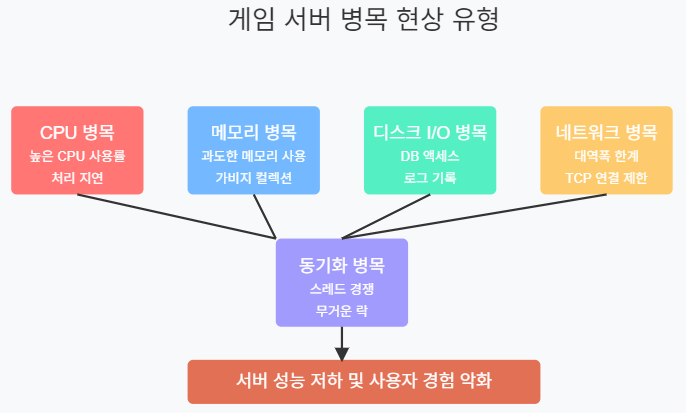 게임 서버 병목 현상 유형
CPU 병목
높은 CPU 사용률
처리 지연
메모리 병목
과도한 메모리 사용
가비지 컬렉션
디스크 I/O 병목
DB 액세스
로그 기록
네트워크 병목
대역폭 한계
TCP 연결 제한
동기화 병목
스레드 경쟁
무거운 락
서버 성능 저하 및 사용자 경험 악화